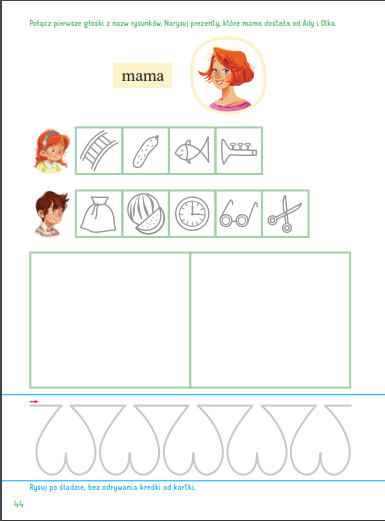 Połącz pierwsze głoski z nazw rysunków. Narysuj prezenty, które mama dostała od Ady i Olka.
mama
Rysuj po śladzie, bez odrywania kredki od kartki.
44